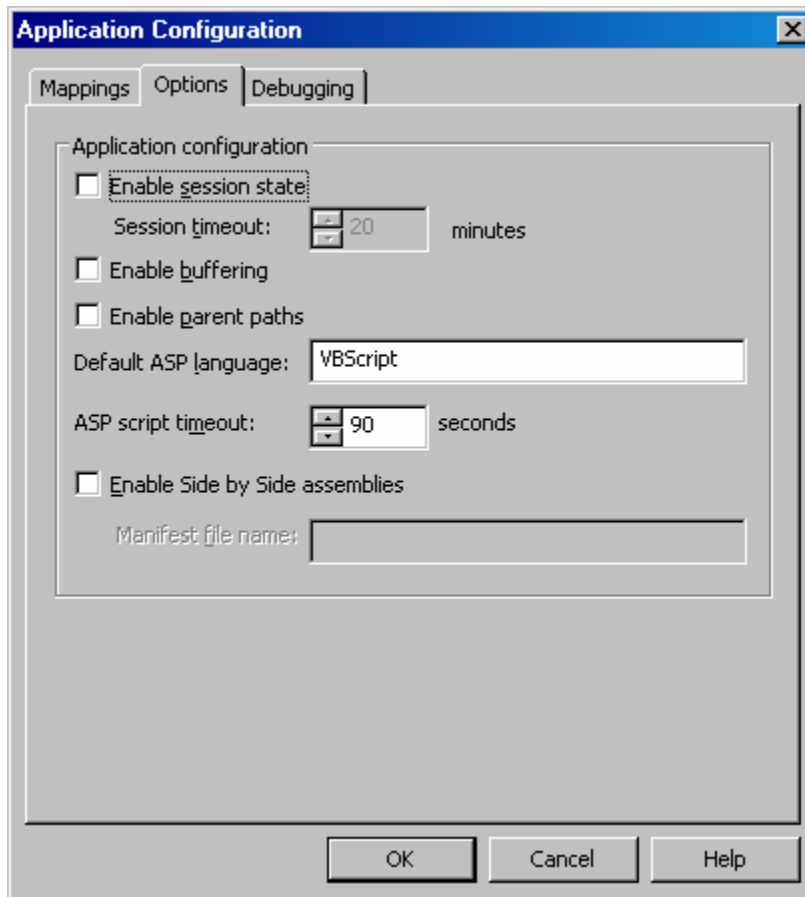 Application Configuration
Mappings Options Debugging
Application configuration
Enable session state
Session timeout: 20 minutes
Enable buffering
Enable parent paths
Default ASP language: VBScript
ASP script timeout: 90 seconds
Enable Side by Side assemblies
Manifest file name:
OK Cancel Help